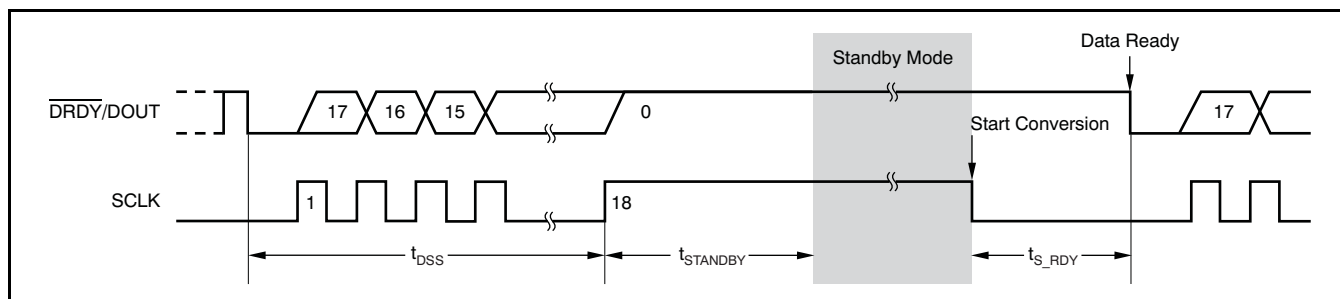 Data Ready
Standby Mode
DRDY/DOUT
17
16
15
0
17
Start Conversion
SCLK
1
18
tDSS
tSTANDBY
tS_RDY